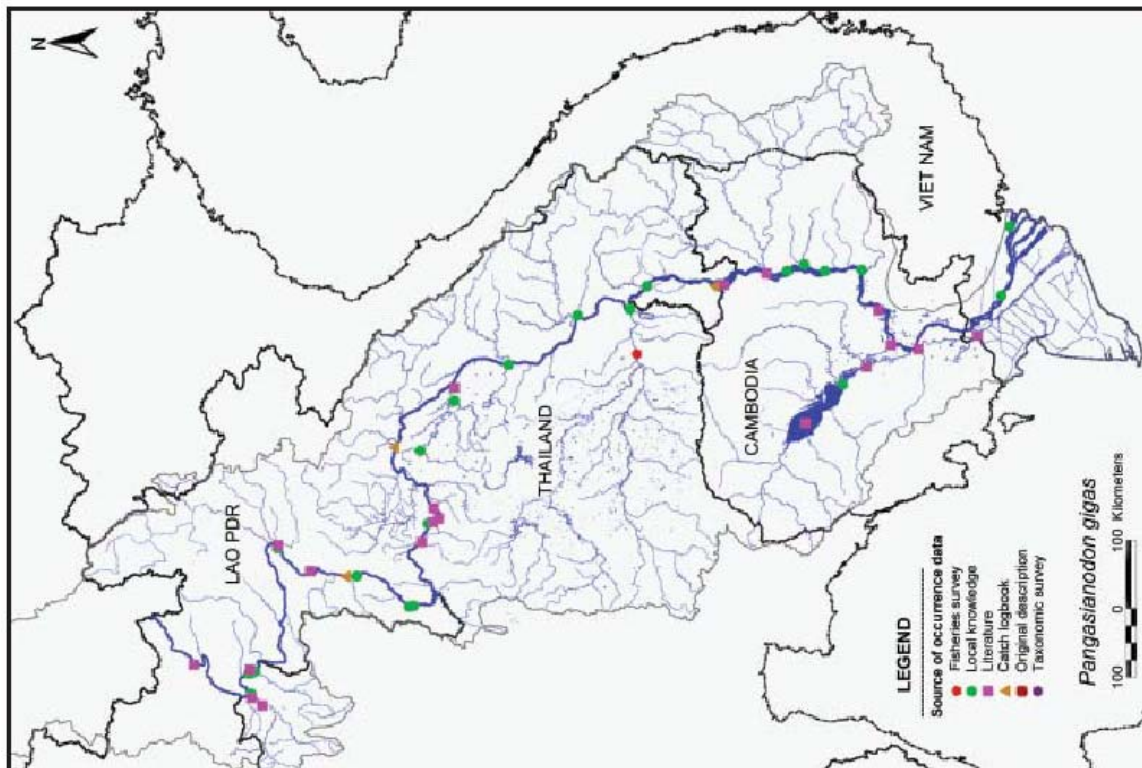 N
LAO PDR
THAILAND
CAMBODIA
VIET NAM
LEGEND
Source of occurrence data
Fisheries survey
Local knowledge
Literature
Catch logbook
Original description
Taxonomic survey
Pangasianodon gigas
100 0 100 Kilometers